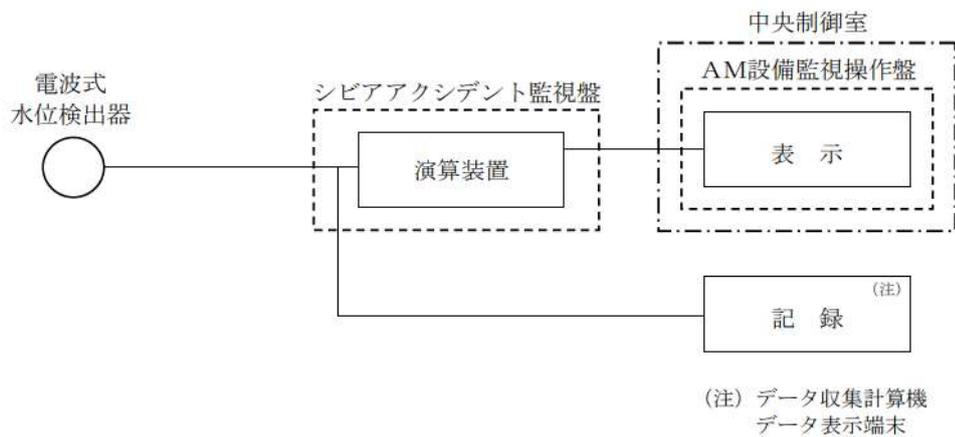 中央制御室
電波式
水位検出器
シビアアクシデント監視盤
AM設備監視操作盤
演算装置
表 示
(注)
記 録
(注) データ収集計算機
データ表示端末